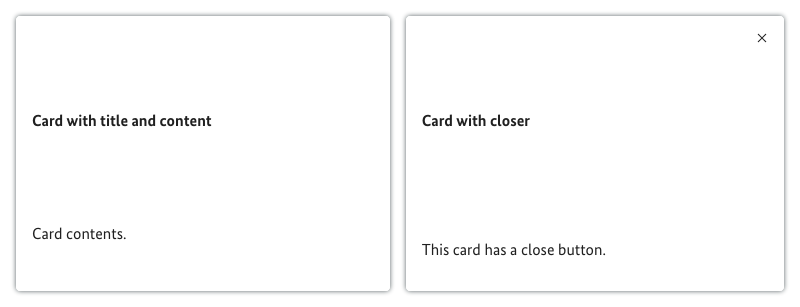 Card with title and content
Card contents.
Card with closer
This card has a close button.